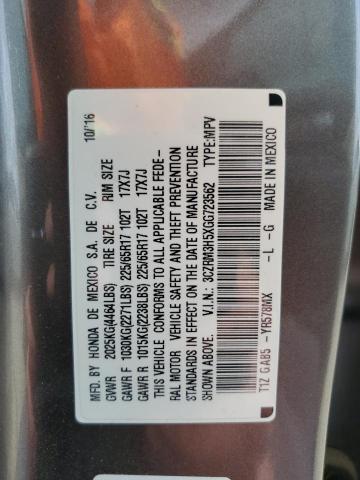 MFD. BY HONDA DE MEXICO S.A. DE C.V. 10/'16
GVWR 2025KG(4464LBS) TIRE SIZE RIM SIZE
GAWR F 1030KG(2271LBS) 225/65R17 102T 17X7J
GAWR R 1015KG(2238LBS) 225/65R17 102T 17X7J
THIS VEHICLE CONFORMS TO ALL APPLICABLE FEDE-
RAL MOTOR VEHICLE SAFETY AND THEFT PREVENTION
STANDARDS IN EFFECT ON THE DATE OF MANUFACTURE
SHOWN ABOVE. V.I.N.: 3CZRM3H5XGG723562 TYPE:MPV
T1Z GAB5 -YR578MX -L -G MADE IN MEXICO